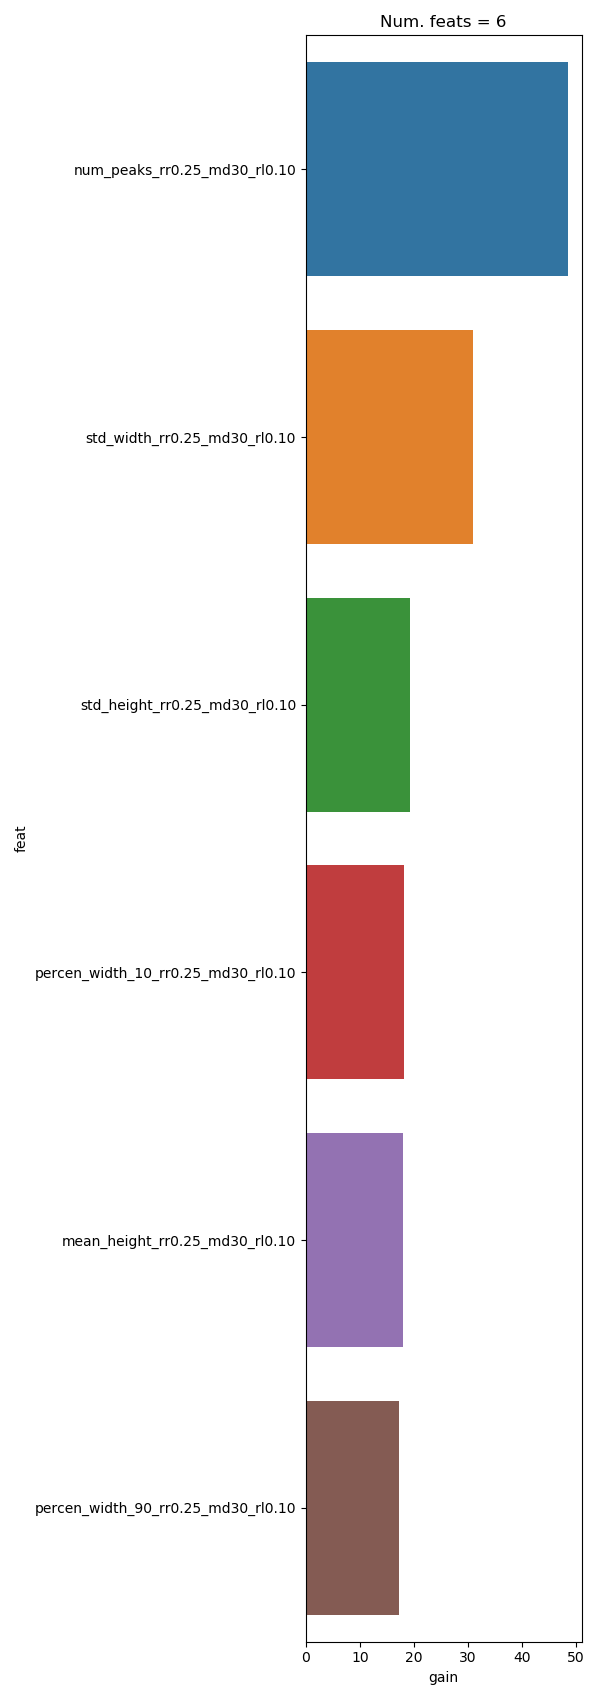 Num. feats = 6
num_peaks_rr0.25_md30_rl0.10
std_width_rr0.25_md30_rl0.10
std_height_rr0.25_md30_rl0.10
feat
percen_width_10_rr0.25_md30_rl0.10
mean_height_rr0.25_md30_rl0.10
percen_width_90_rr0.25_md30_rl0.10
0 10 20 30 40 50
gain